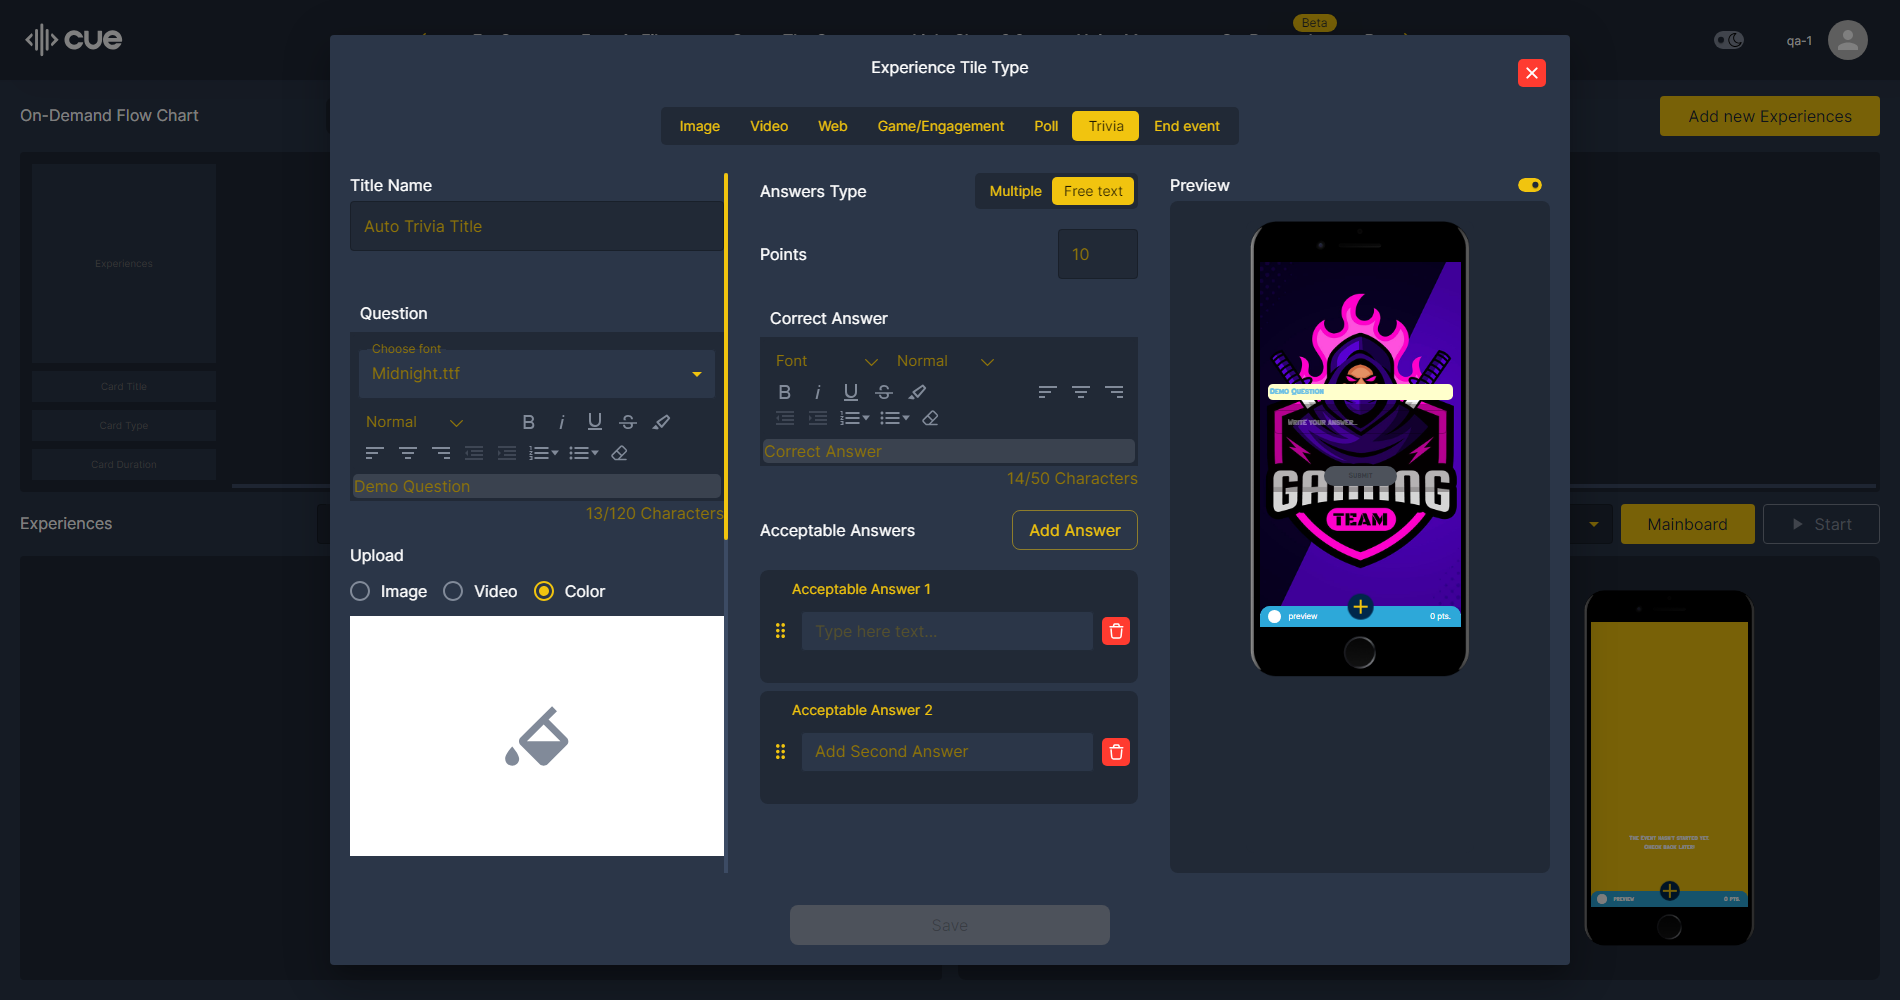 cue
Beta
qa-1
On-Demand Flow Chart
Add new Experiences
Experiences
Card Title
Card Type
Card Duration
Experiences
Mainboard
Start
Experience Tile Type
Image
Video
Web
Game/Engagement
Poll
Trivia
End event
Title Name
Auto Trivia Title
Question
Choose font
Midnight.ttf
Normal
Demo Question
13/120 Characters
Upload
Image
Video
Color
Answers Type
Multiple
Free text
Points
10
Correct Answer
Font
Normal
Correct Answer
14/50 Characters
Acceptable Answers
Add Answer
Acceptable Answer 1
Type here text...
Acceptable Answer 2
Add Second Answer
Save
Preview
Demo Question
Write your answer...
Submit
GAMING
TEAM
preview
0 pts.
The Event hasn't started yet.
Check back later!
preview
0 pts.